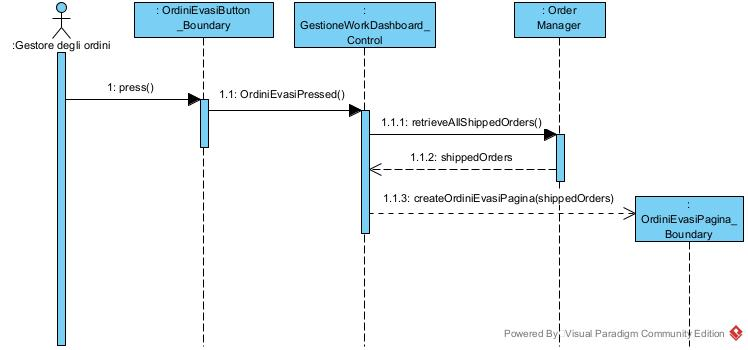 :Gestore degli ordini
: OrdiniEvasiButton
_Boundary
:
GestioneWorkDashboard_
Control
: Order
Manager
1: press()
1.1: OrdiniEvasiPressed()
1.1.1: retrieveAllShippedOrders()
1.1.2: shippedOrders
1.1.3: createOrdiniEvasiPagina(shippedOrders)
:
OrdiniEvasiPagina_
Boundary
Powered By Visual Paradigm Community Edition